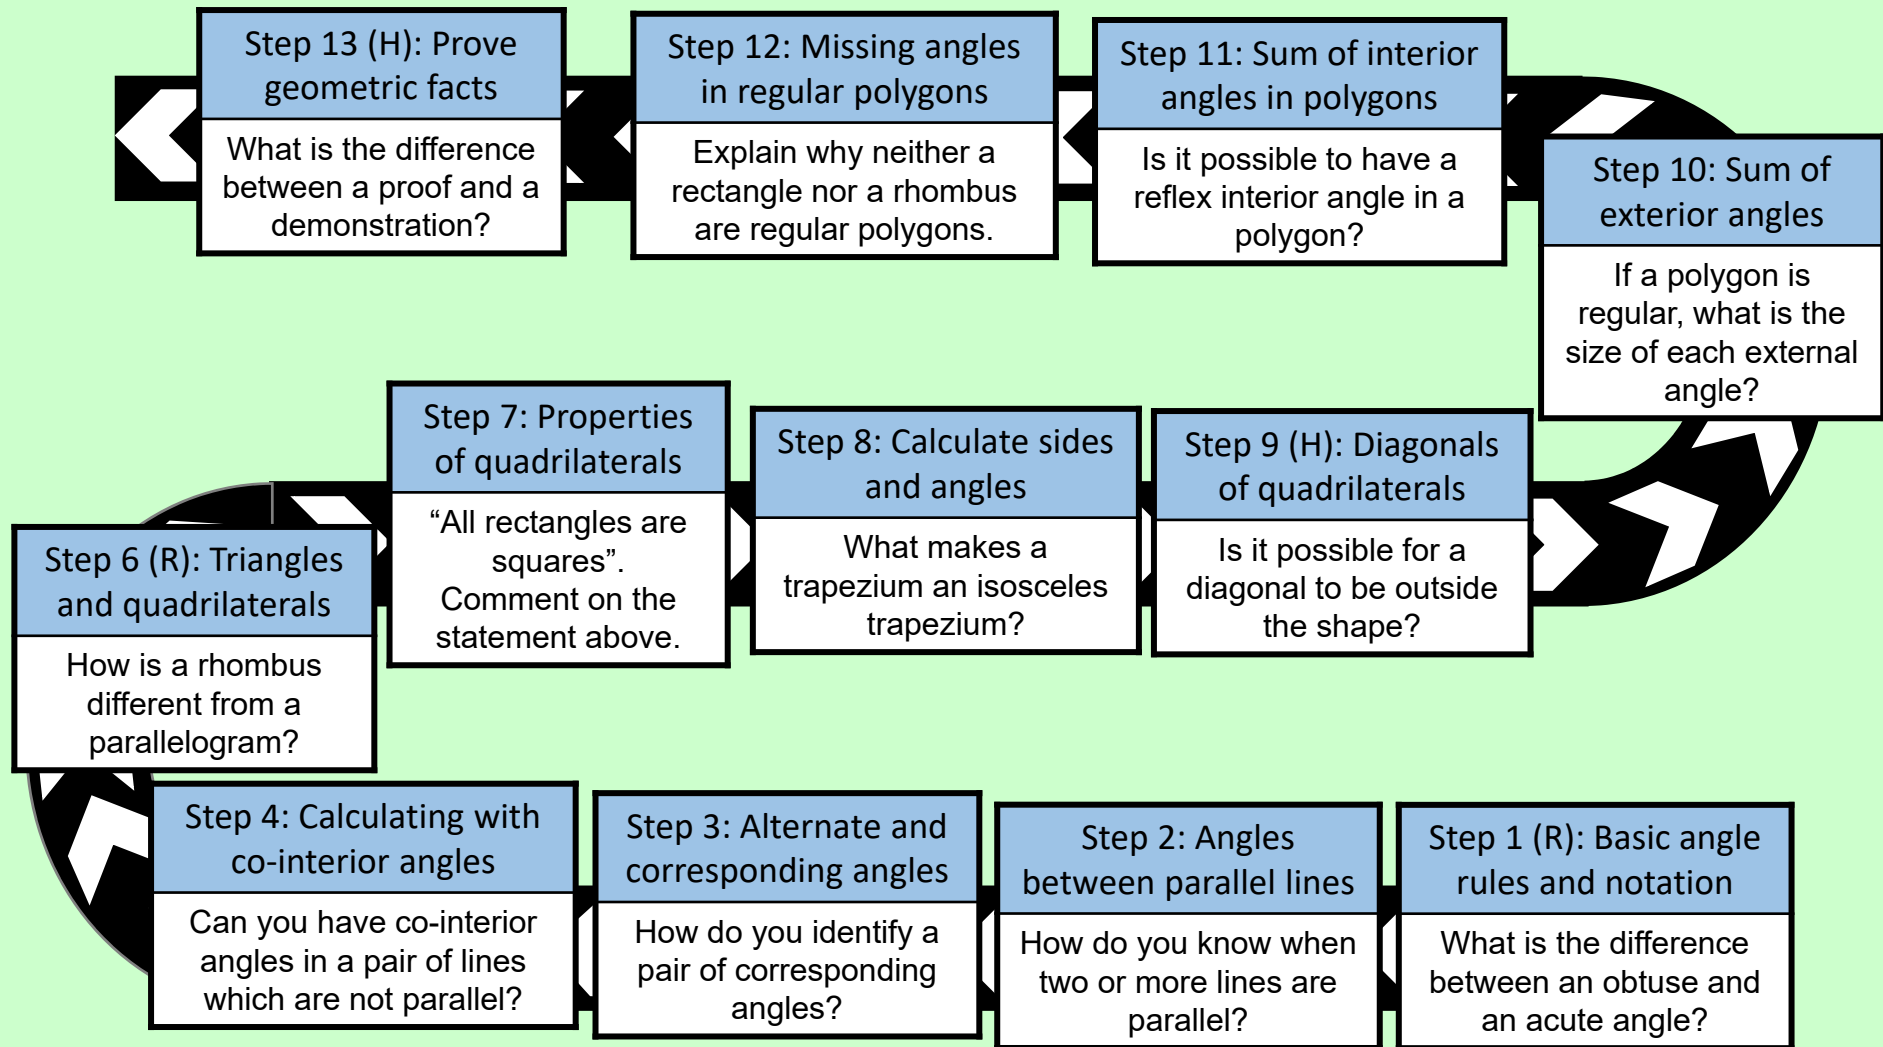 Step 13 (H): Prove
geometric facts
What is the difference
between a proof and a
demonstration?
Step 12: Missing angles
in regular polygons
Explain why neither a
rectangle nor a rhombus
are regular polygons.
Step 11: Sum of interior
angles in polygons
Is it possible to have a
reflex interior angle in a
polygon?
Step 10: Sum of
exterior angles
If a polygon is
regular, what is the
size of each external
angle?
Step 7: Properties
of quadrilaterals
“All rectangles are
squares”.
Comment on the
statement above.
Step 8: Calculate sides
and angles
What makes a
trapezium an isosceles
trapezium?
Step 9 (H): Diagonals
of quadrilaterals
Is it possible for a
diagonal to be outside
the shape?
Step 6 (R): Triangles
and quadrilaterals
How is a rhombus
different from a
parallelogram?
Step 4: Calculating with
co-interior angles
Can you have co-interior
angles in a pair of lines
which are not parallel?
Step 3: Alternate and
corresponding angles
How do you identify a
pair of corresponding
angles?
Step 2: Angles
between parallel lines
How do you know when
two or more lines are
parallel?
Step 1 (R): Basic angle
rules and notation
What is the difference
between an obtuse and
an acute angle?